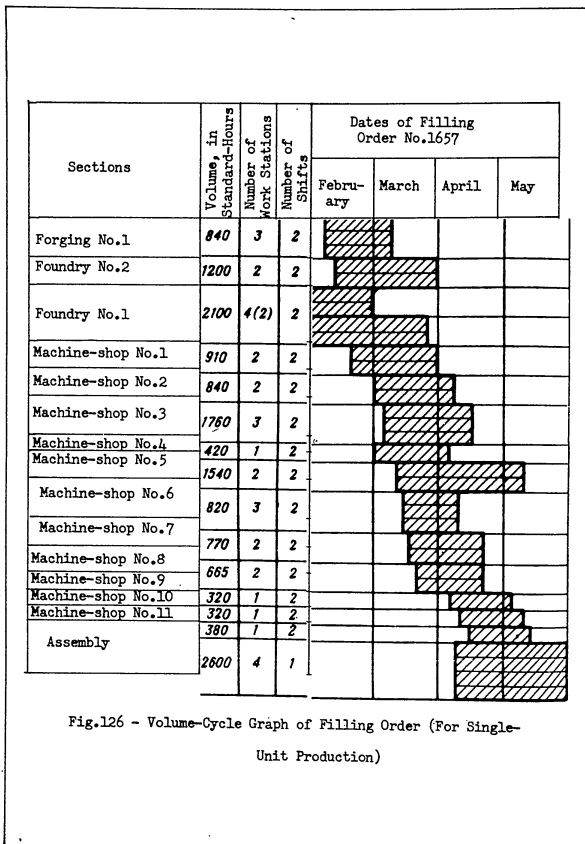 Sections
Volume, in
Standard-Hours
Number of
Work Stations
Number of
Shifts
Dates of Filling
Order No.1657
Febru-
ary
March
April
May
Forging No.1 840 3 2
Foundry No.2 1200 2 2
Foundry No.1 2100 4(2) 2
Machine-shop No.1 910 2 2
Machine-shop No.2 840 2 2
Machine-shop No.3 1760 3 2
Machine-shop No.4 420 1 2
Machine-shop No.5 1540 2 2
Machine-shop No.6 820 3 2
Machine-shop No.7 770 2 2
Machine-shop No.8 665 2 2
Machine-shop No.9
Machine-shop No.10 320 1 2
Machine-shop No.11 320 1 2
380 1 2
Assembly
2600 4 1
Fig.126 - Volume-Cycle Graph of Filling Order (For Single-
Unit Production)